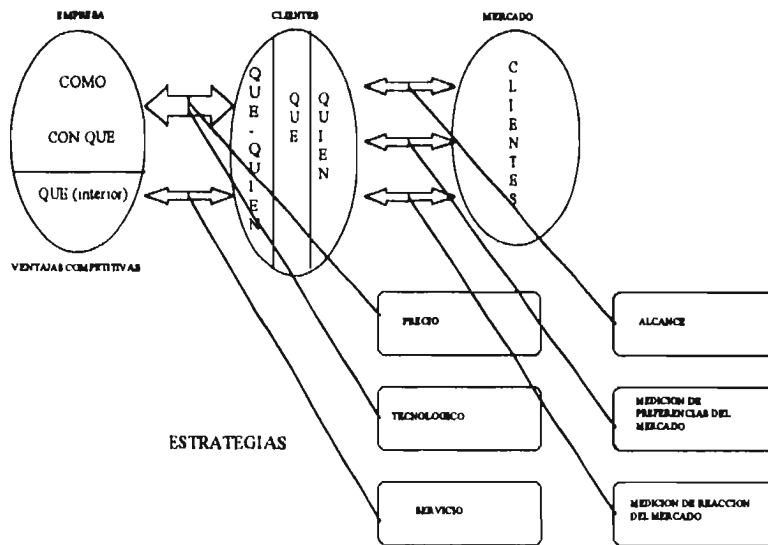 EMPRESA
CLIENTES
MERCADO
COMO
CON QUE
QUE (interior)
QUE - QUIEN
QUE
QUIEN
CLIENTES
VENTAJAS COMPETITIVAS
PRECIO
ALCANCE
TECNOLOGICO
MEDICION DE
PREFERENCIAS DEL
MERCADO
ESTRATEGIAS
SERVICIO
MEDICION DE REACCION
DEL MERCADO